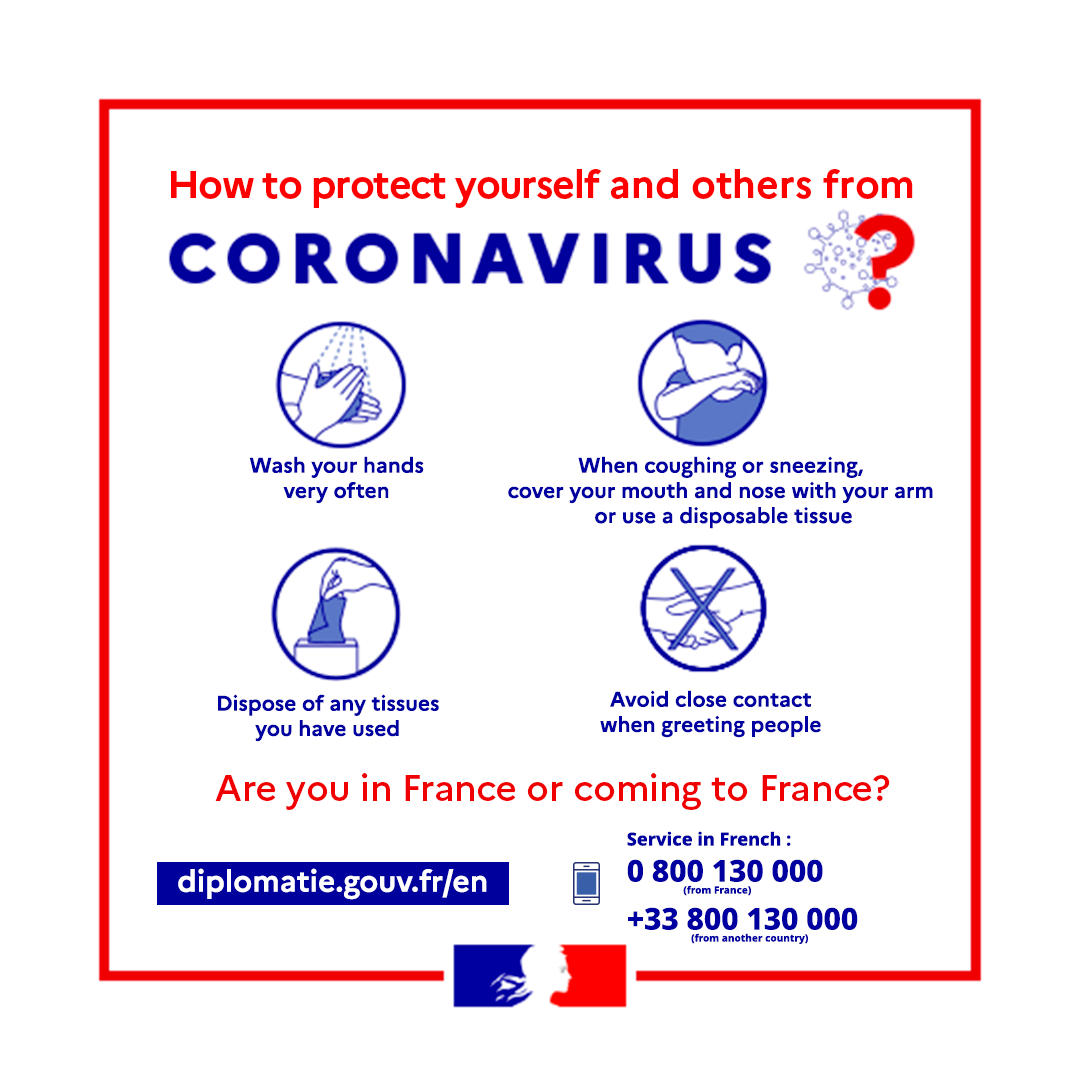 How to protect yourself and others from
CORONAVIRUS ?
Wash your hands
very often
When coughing or sneezing,
cover your mouth and nose with your arm
or use a disposable tissue
Dispose of any tissues
you have used
Avoid close contact
when greeting people
Are you in France or coming to France?
diplomatie.gouv.fr/en
Service in French :
0 800 130 000
(from France)
+33 800 130 000
(from another country)